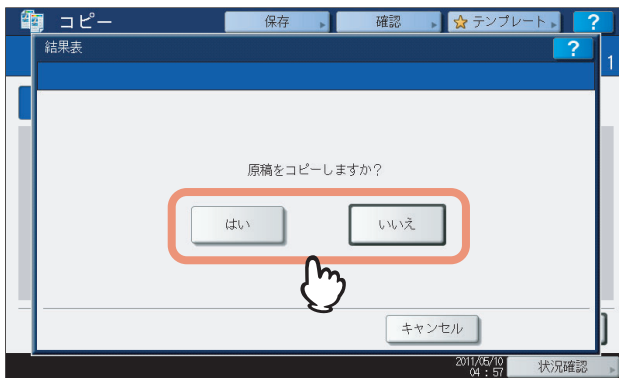 コピー 保存 確認 テンプレート ?
結果表 ?
1
原稿をコピーしますか?
はい いいえ
キャンセル
2011/05/10
04 : 57 状況確認